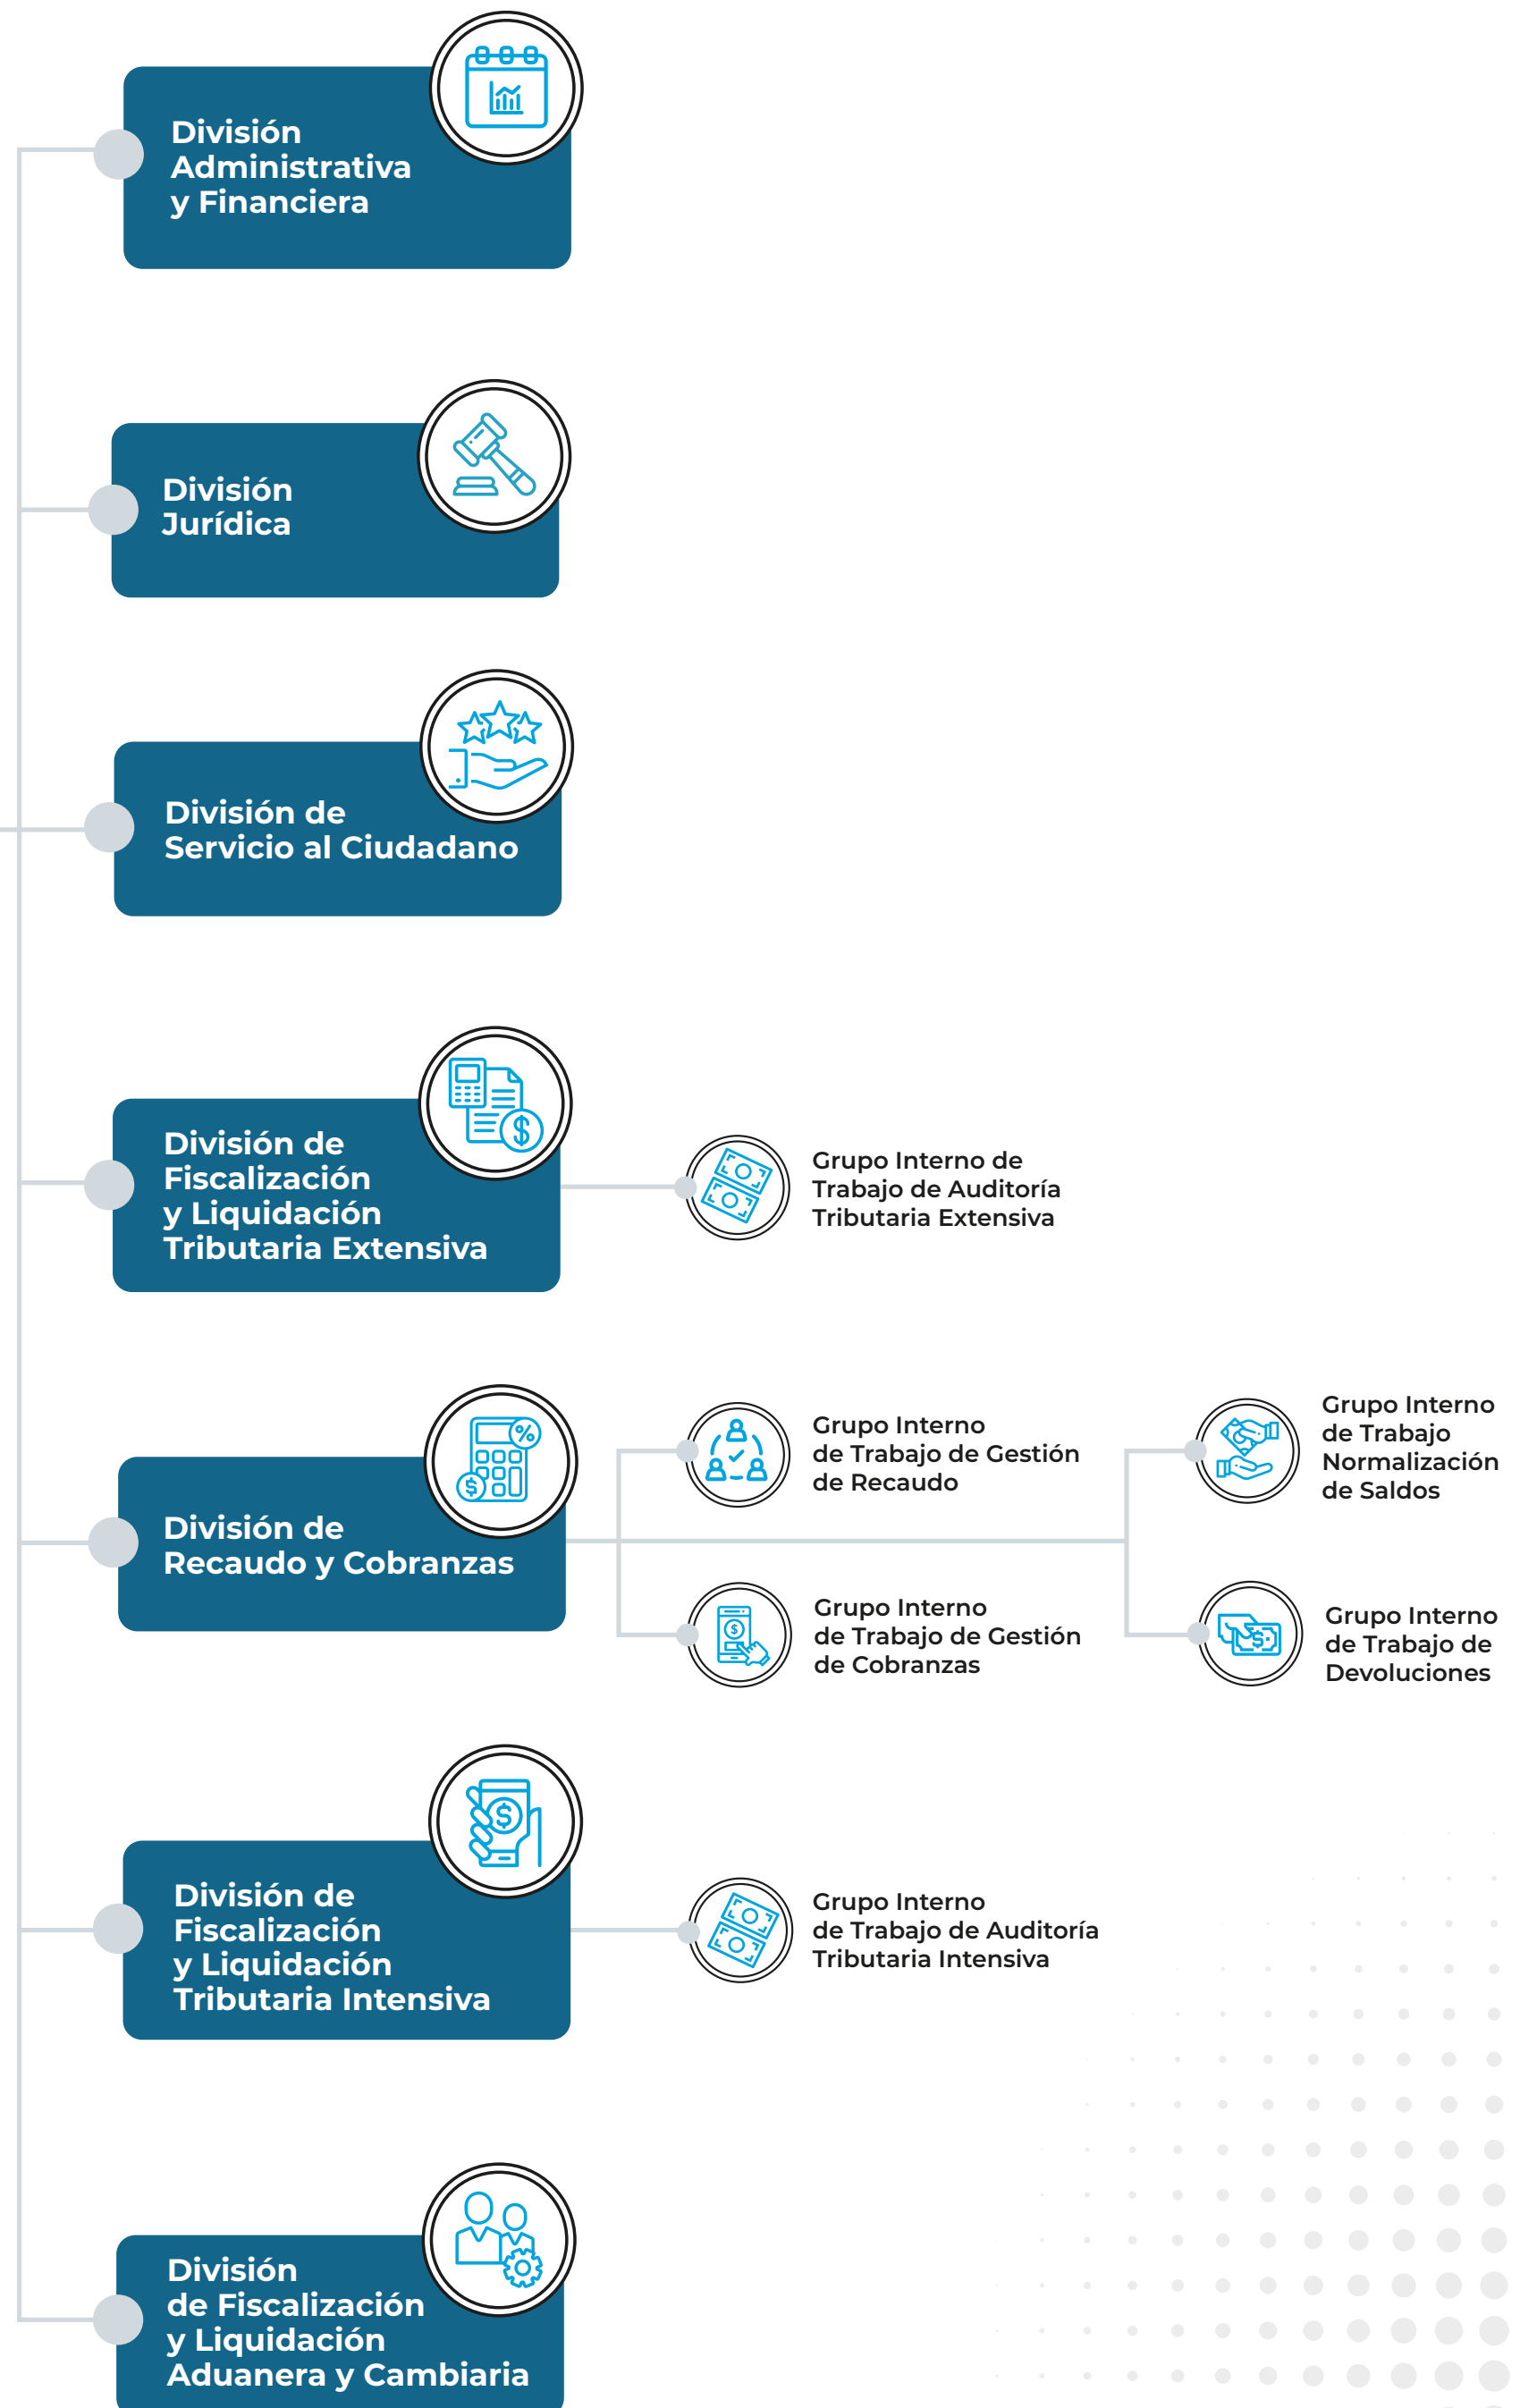 División
Administrativa
y Financiera
División
Jurídica
División de
Servicio al Ciudadano
División de
Fiscalización
y Liquidación
Tributaria Extensiva
Grupo Interno de
Trabajo de Auditoría
Tributaria Extensiva
División de
Recaudo y Cobranzas
Grupo Interno
de Trabajo de Gestión
de Recaudo
Grupo Interno
de Trabajo de Gestión
de Cobranzas
Grupo Interno
de Trabajo
Normalización
de Saldos
Grupo Interno
de Trabajo de
Devoluciones
División de
Fiscalización
y Liquidación
Tributaria Intensiva
Grupo Interno
de Trabajo de Auditoría
Tributaria Intensiva
División
de Fiscalización
y Liquidación
Aduanera y Cambiaria